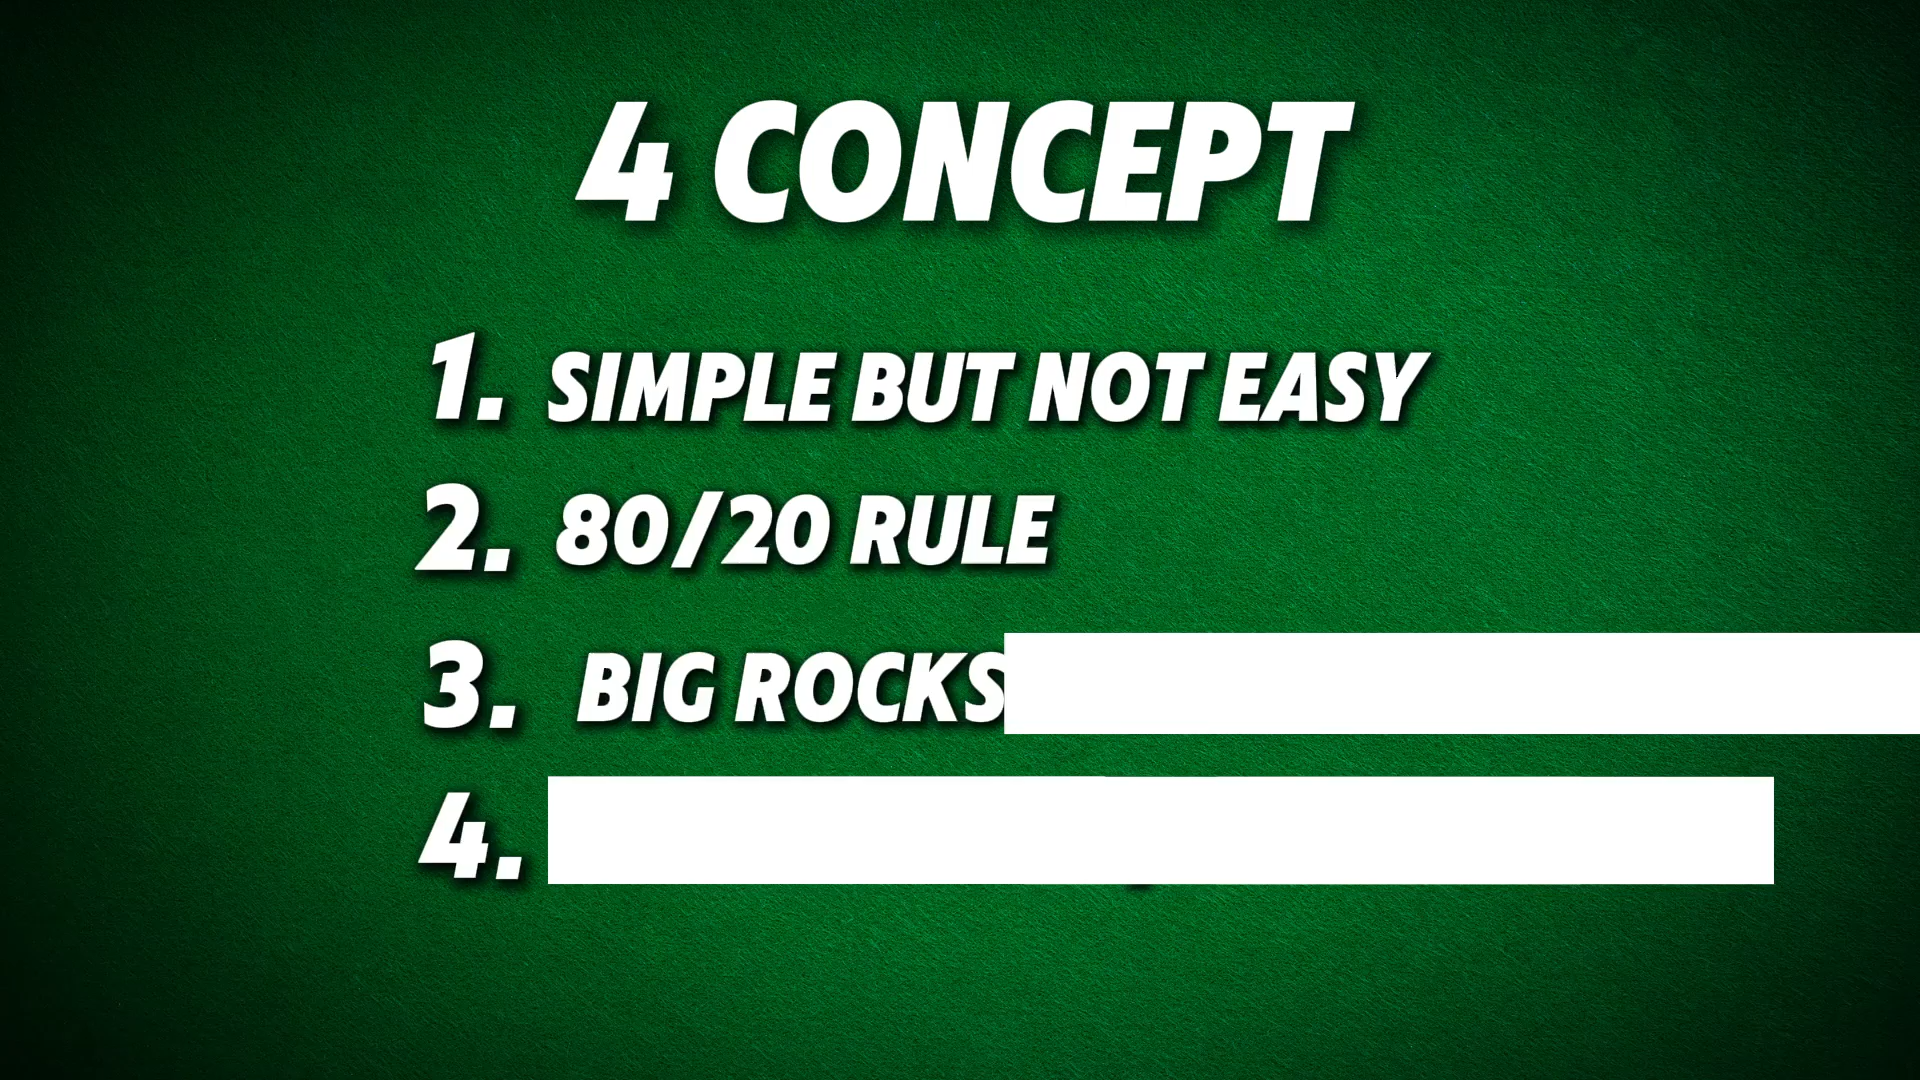 4 CONCEPT
1. SIMPLE BUT NOT EASY
2. 80/20 RULE
3. BIG ROCKS
4.